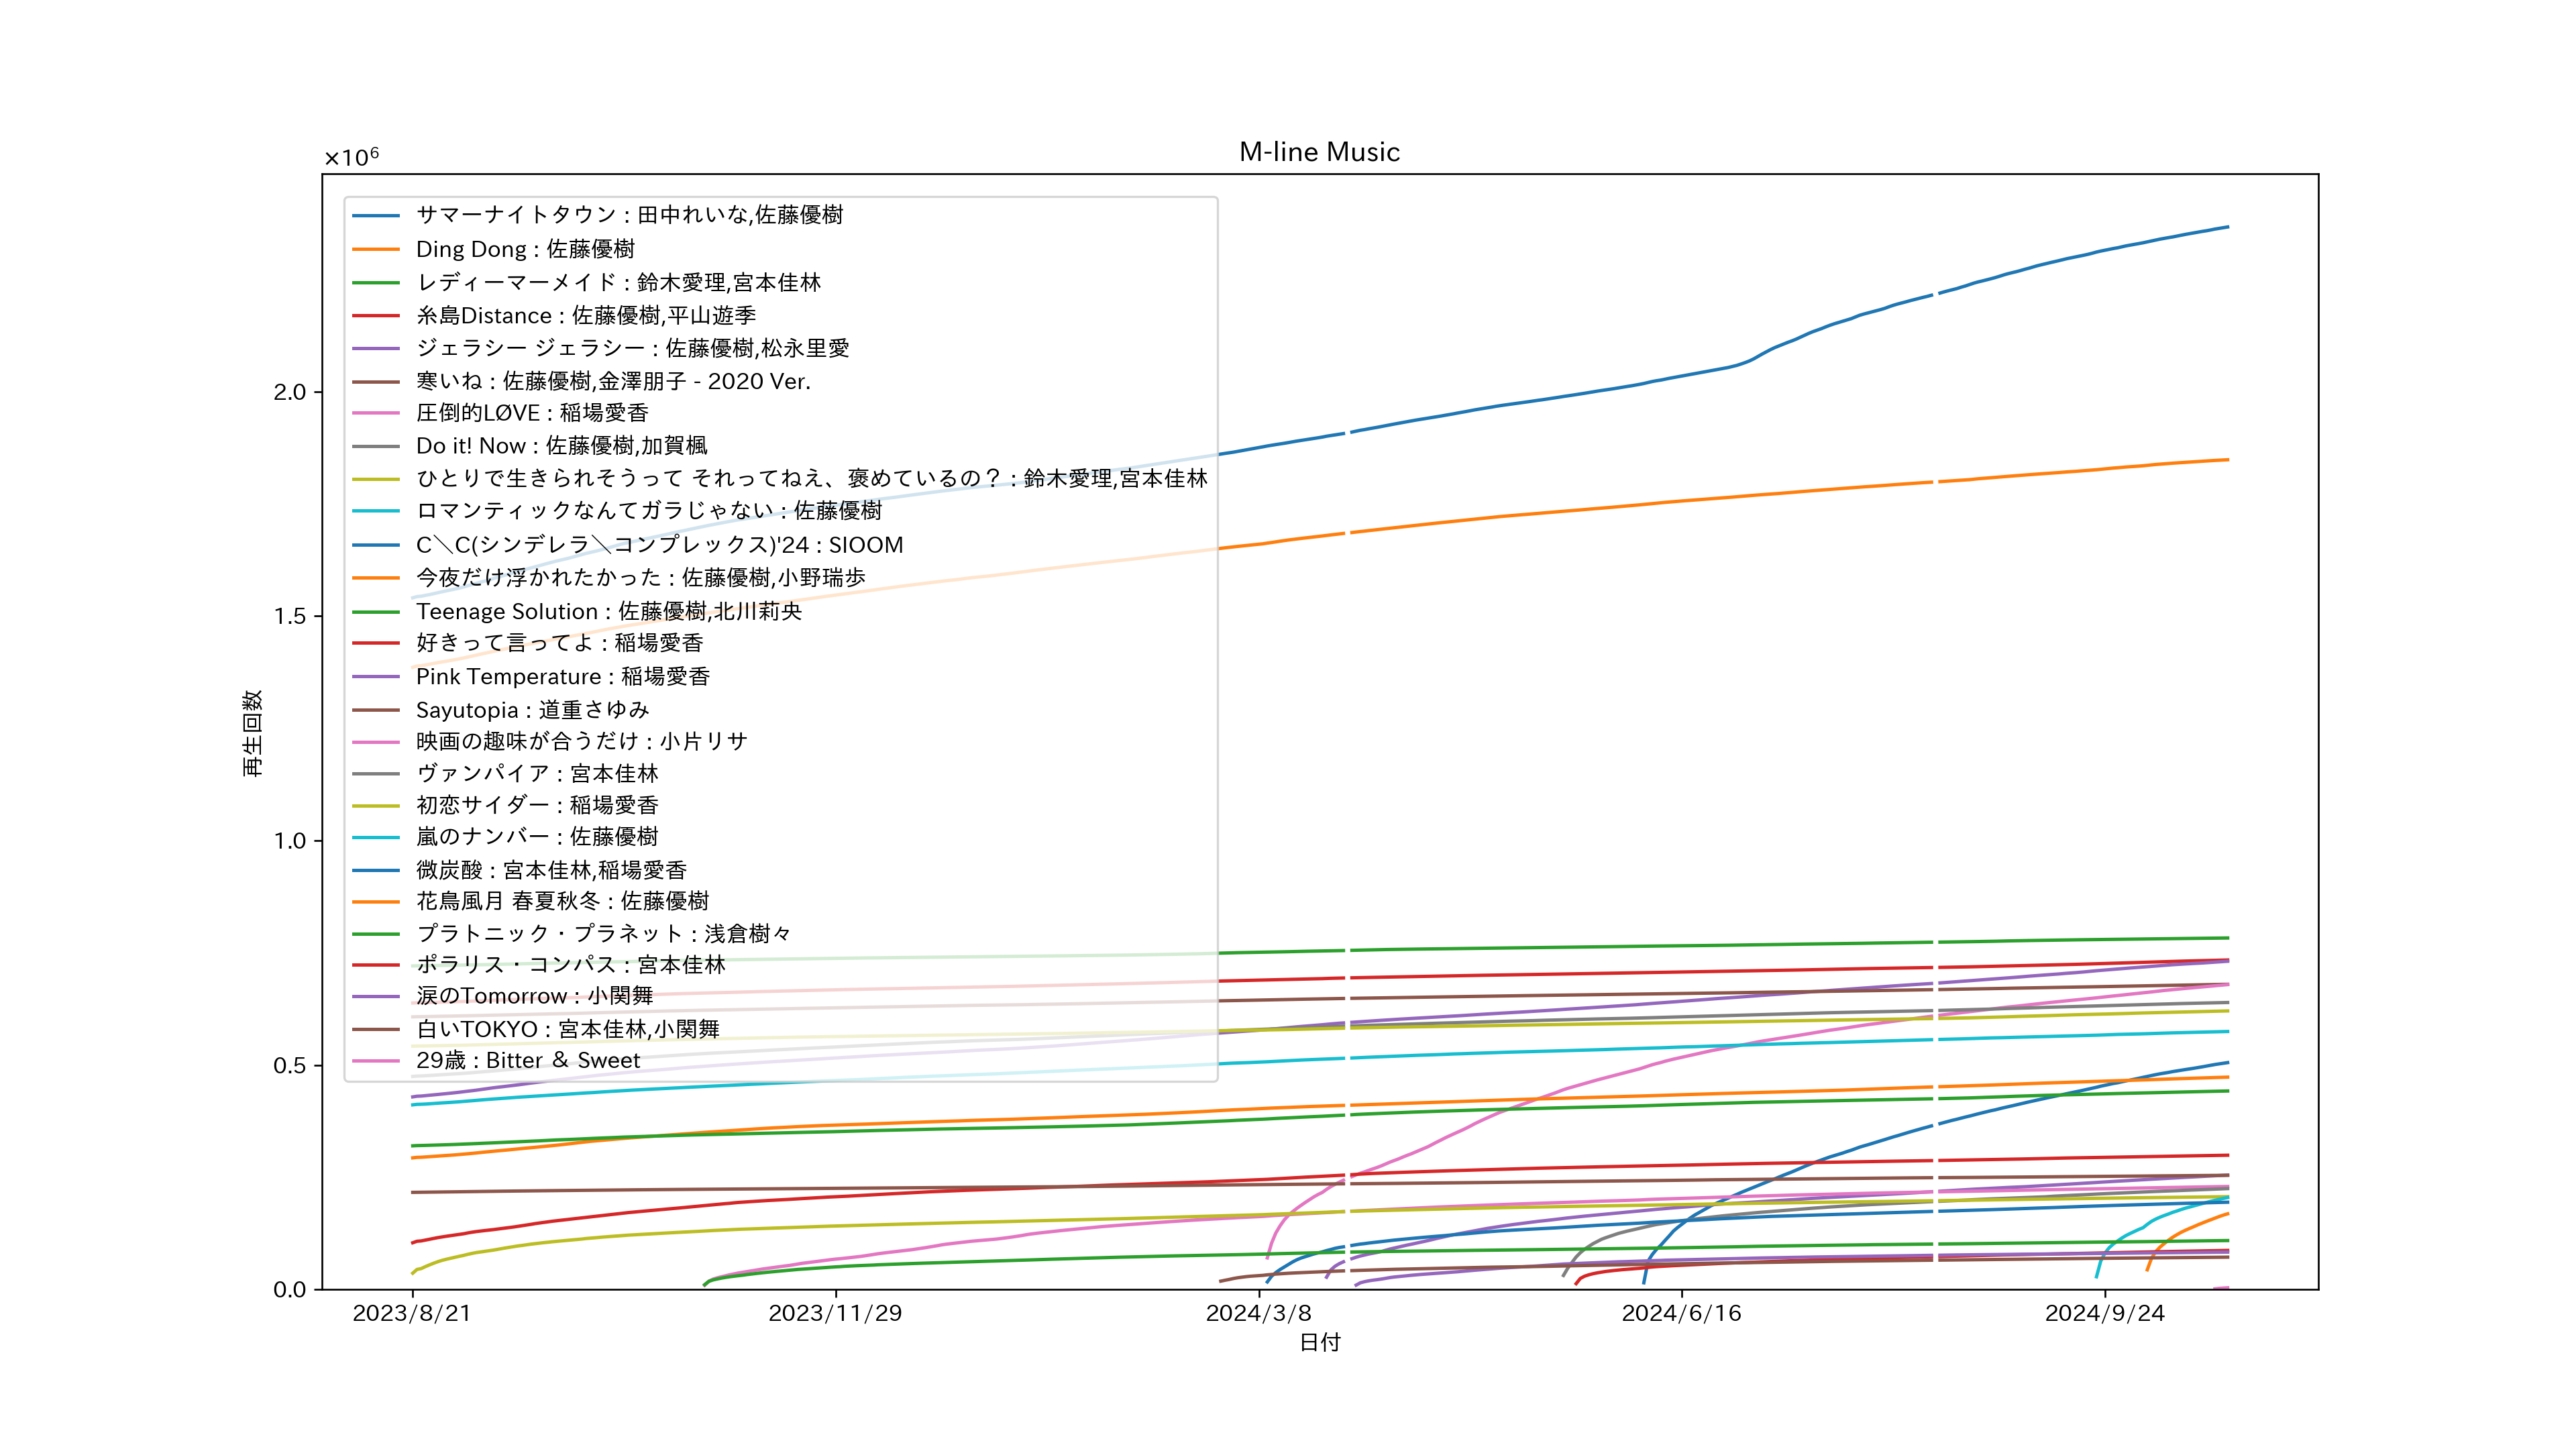 M-line Music
×10⁶
サマーナイトタウン : 田中れいな,佐藤優樹
Ding Dong : 佐藤優樹
レディーマーメイド : 鈴木愛理,宮本佳林
糸島Distance : 佐藤優樹,平山遊季
ジェラシー ジェラシー : 佐藤優樹,松永里愛
寒いね : 佐藤優樹,金澤朋子 - 2020 Ver.
圧倒的LØVE : 稲場愛香
Do it! Now : 佐藤優樹,加賀楓
ひとりで生きられそうって それってねえ、褒めているの？ : 鈴木愛理,宮本佳林
ロマンティックなんてガラじゃない : 佐藤優樹
C＼C(シンデレラ＼コンプレックス)'24 : SIOOM
今夜だけ浮かれたかった : 佐藤優樹,小野瑞歩
Teenage Solution : 佐藤優樹,北川莉央
好きって言ってよ : 稲場愛香
Pink Temperature : 稲場愛香
Sayutopia : 道重さゆみ
映画の趣味が合うだけ : 小片リサ
ヴァンパイア : 宮本佳林
初恋サイダー : 稲場愛香
嵐のナンバー : 佐藤優樹
微炭酸 : 宮本佳林,稲場愛香
花鳥風月 春夏秋冬 : 佐藤優樹
プラトニック・プラネット : 浅倉樹々
ポラリス・コンパス : 宮本佳林
涙のTomorrow : 小関舞
白いTOKYO : 宮本佳林,小関舞
29歳 : Bitter ＆ Sweet
2.0
1.5
1.0
0.5
0.0
再生回数
2023/8/21
2023/11/29
2024/3/8
2024/6/16
2024/9/24
日付